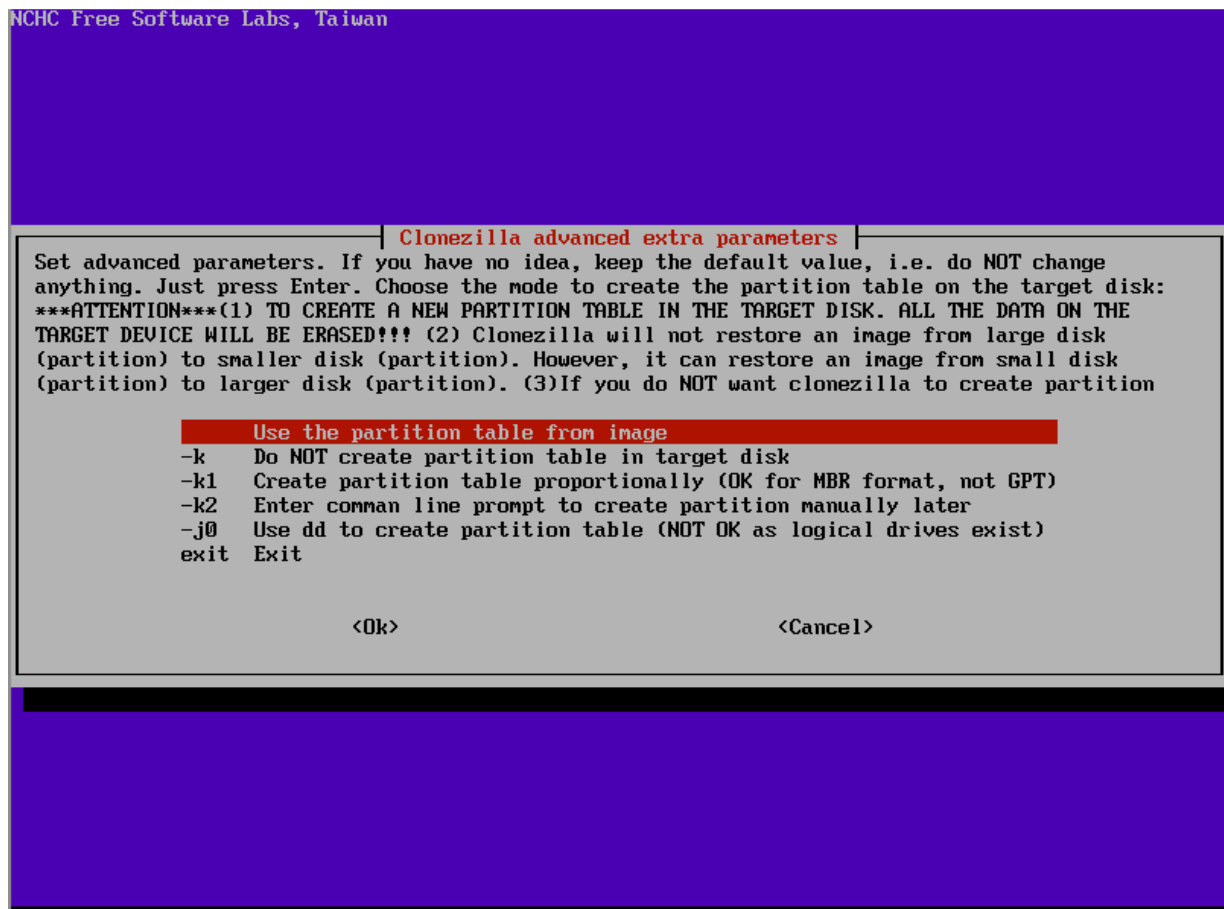 NCHC Free Software Labs, Taiwan
Clonezilla advanced extra parameters
Set advanced parameters. If you have no idea, keep the default value, i.e. do NOT change
anything. Just press Enter. Choose the mode to create the partition table on the target disk:
***ATTENTION***(1) TO CREATE A NEW PARTITION TABLE IN THE TARGET DISK. ALL THE DATA ON THE
TARGET DEVICE WILL BE ERASED!!! (2) Clonezilla will not restore an image from large disk
(partition) to smaller disk (partition). However, it can restore an image from small disk
(partition) to larger disk (partition). (3)If you do NOT want clonezilla to create partition
Use the partition table from image
-k Do NOT create partition table in target disk
-k1 Create partition table proportionally (OK for MBR format, not GPT)
-k2 Enter comman line prompt to create partition manually later
-j0 Use dd to create partition table (NOT OK as logical drives exist)
exit Exit
<Ok> <Cancel>